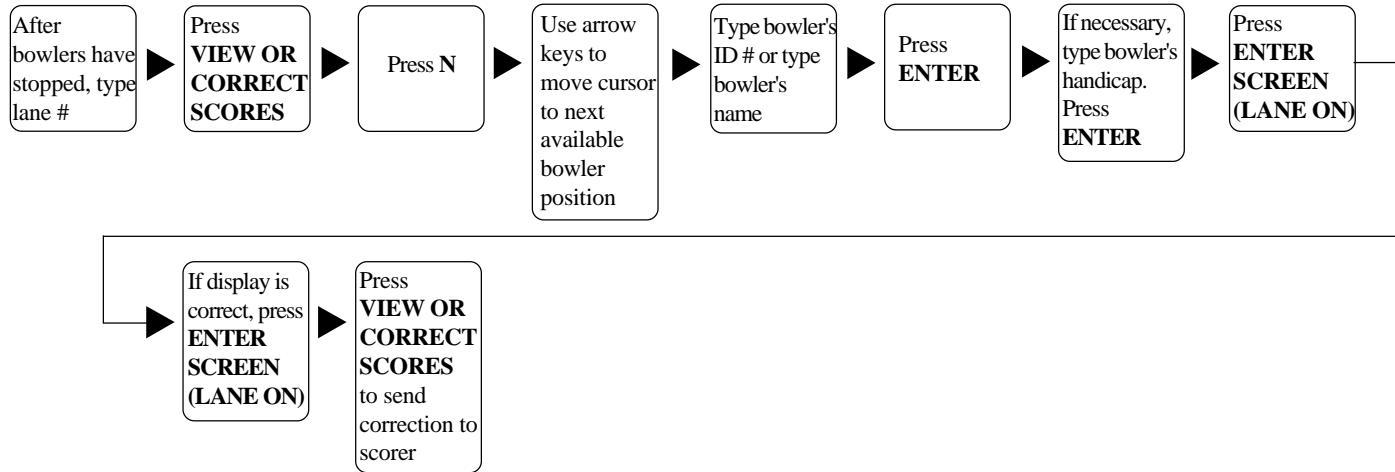 After
bowlers have
stopped, type
lane #
Press
VIEW OR
CORRECT
SCORES
Press N
Use arrow
keys to
move cursor
to next
available
bowler
position
Type bowler's
ID # or type
bowler's
name
Press
ENTER
If necessary,
type bowler's
handicap.
Press
ENTER
Press
ENTER
SCREEN
(LANE ON)
If display is
correct, press
ENTER
SCREEN
(LANE ON)
Press
VIEW OR
CORRECT
SCORES
to send
correction to
scorer